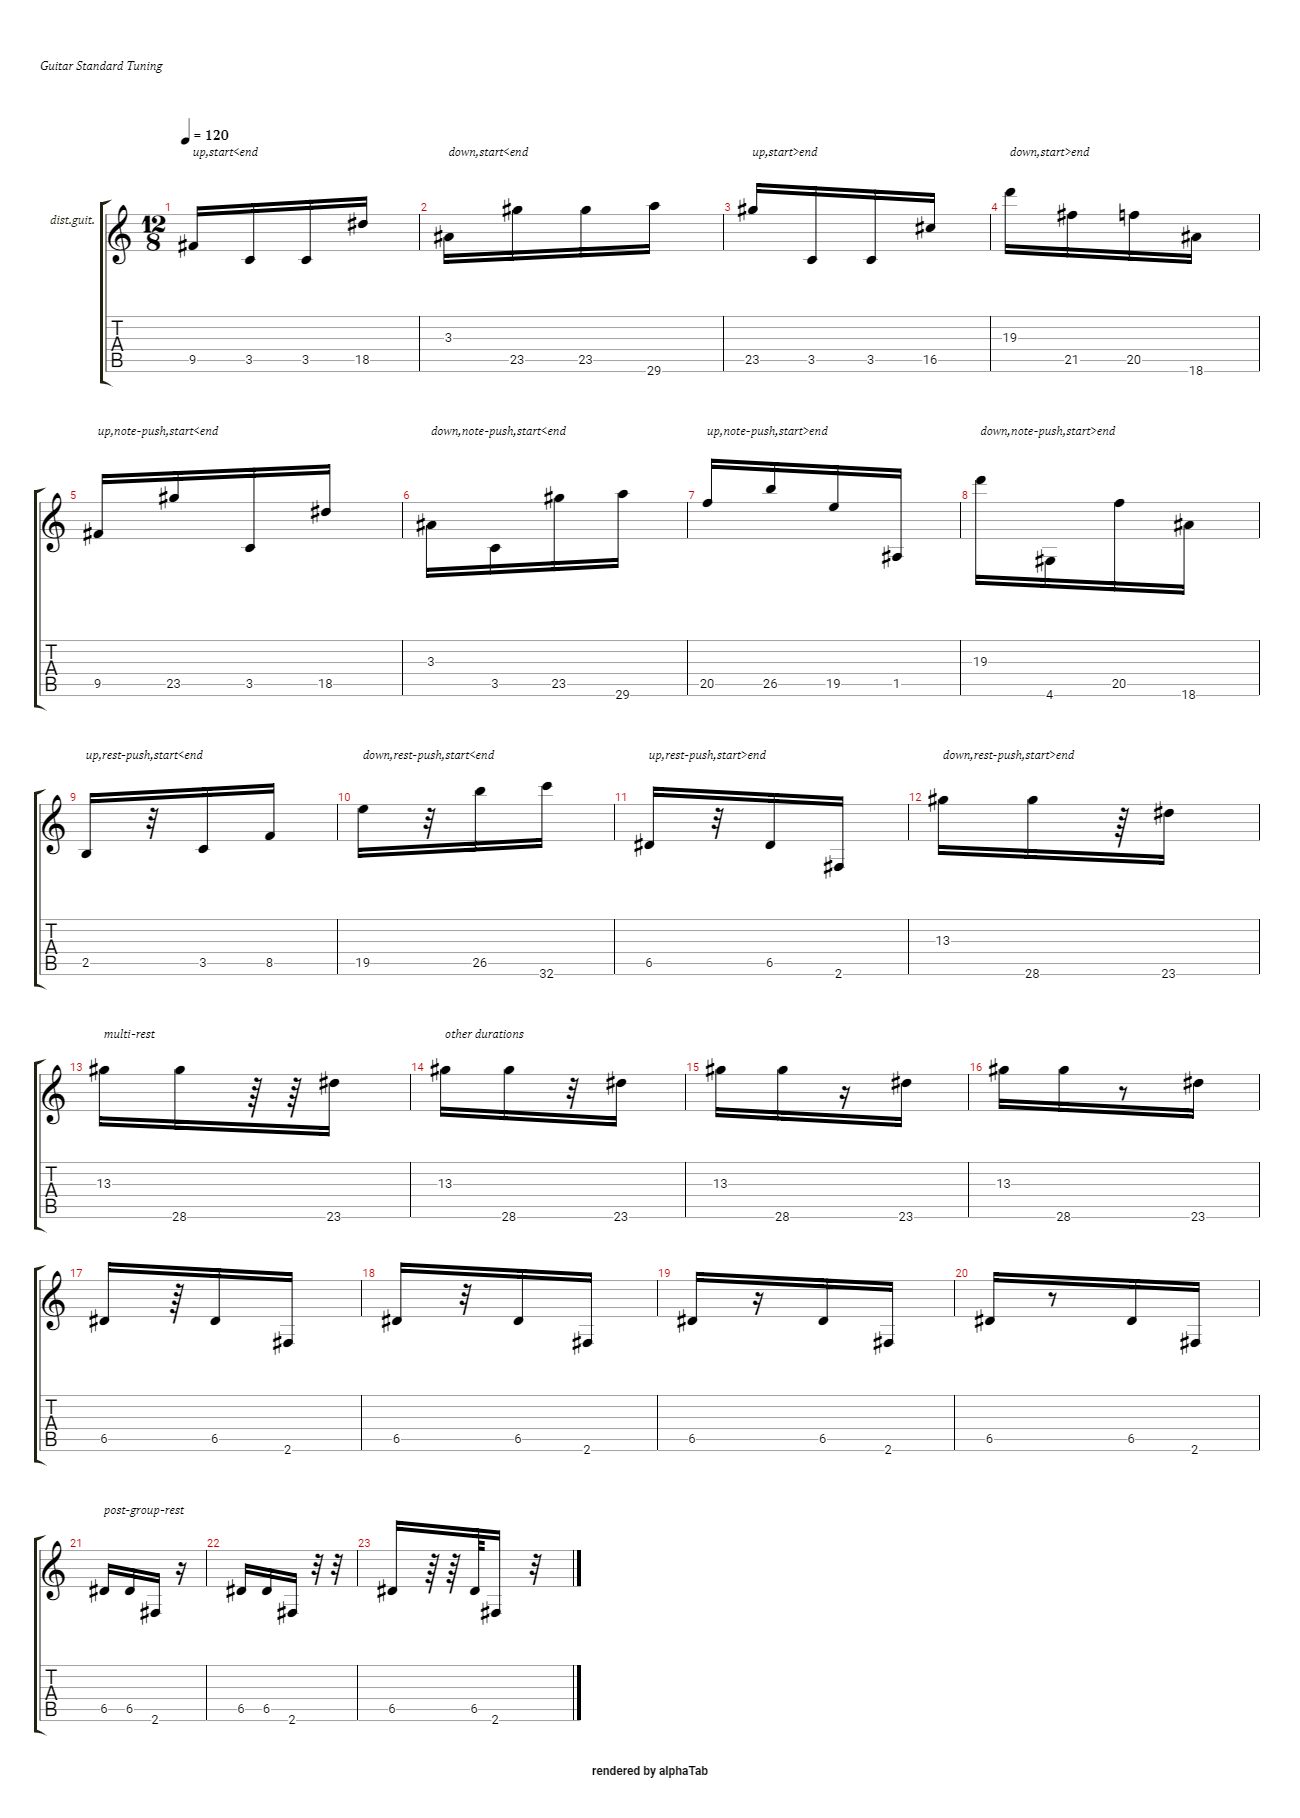 Guitar Standard Tuning
= 120
up,start<end down,start<end up,start>end down,start>end
dist.guit. 1 12 8 2 3 4
T A B 9 3 3 18 3 23 23 29 23 3 3 16 19 21 20 18
up,note-push,start<end down,note-push,start<end up,note-push,start>end down,note-push,start>end
5 6 7 8
T A B 9 23 3 18 3 3 23 29 20 26 19 1 19 4 20 18
up,rest-push,start<end down,rest-push,start<end up,rest-push,start>end down,rest-push,start>end
9 10 11 12
T A B 2 3 8 19 26 32 6 6 2 13 28 23
multi-rest other durations
13 14 15 16
T A B 13 28 23 13 28 23 13 28 23 13 28 23
17 18 19 20
T A B 6 6 2 6 6 2 6 6 2 6 6 2
post-group-rest
21 22 23
T A B 6 6 2 6 6 2 6 6 2
rendered by alphaTab